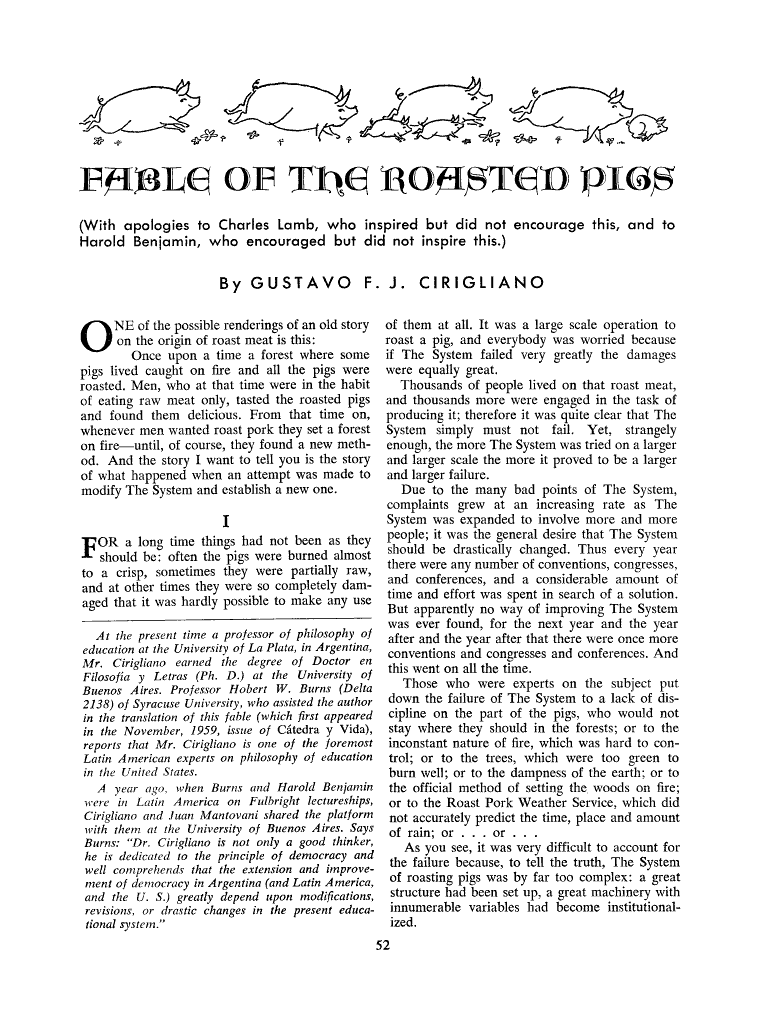 FABLE OF THE ROASTED PIGS
(With apologies to Charles Lamb, who inspired but did not encourage this, and to
Harold Benjamin, who encouraged but did not inspire this.)
By GUSTAVO F. J. CIRIGLIANO
ONE of the possible renderings of an old story
on the origin of roast meat is this:
Once upon a time a forest where some
pigs lived caught on fire and all the pigs were
roasted. Men, who at that time were in the habit
of eating raw meat only, tasted the roasted pigs
and found them delicious. From that time on,
whenever men wanted roast pork they set a forest
on fire—until, of course, they found a new meth-
od. And the story I want to tell you is the story
of what happened when an attempt was made to
modify The System and establish a new one.
I
FOR a long time things had not been as they
should be: often the pigs were burned almost
to a crisp, sometimes they were partially raw,
and at other times they were so completely dam-
aged that it was hardly possible to make any use
At the present time a professor of philosophy of
education at the University of La Plata, in Argentina,
Mr. Cirigliano earned the degree of Doctor en
Filosofía y Letras (Ph. D.) at the University of
Buenos Aires. Professor Hobert W. Burns (Delta
2138) of Syracuse University, who assisted the author
in the translation of this fable (which first appeared
in the November, 1959, issue of Cátedra y Vida),
reports that Mr. Cirigliano is one of the foremost
Latin American experts on philosophy of education
in the United States.
A year ago, when Burns and Harold Benjamin
were in Latin America on Fulbright lectureships,
Cirigliano and Juan Mantovani shared the platform
with them at the University of Buenos Aires. Says
Burns: "Dr. Cirigliano is not only a good thinker,
he is dedicated to the principle of democracy and
well comprehends that the extension and improve-
ment of democracy in Argentina (and Latin America,
and the U. S.) greatly depend upon modifications,
revisions, or drastic changes in the present educa-
tional system."
of them at all. It was a large scale operation to
roast a pig, and everybody was worried because
if The System failed very greatly the damages
were equally great.
Thousands of people lived on that roast meat,
and thousands more were engaged in the task of
producing it; therefore it was quite clear that The
System simply must not fail. Yet, strangely
enough, the more The System was tried on a larger
and larger scale the more it proved to be a larger
and larger failure.
Due to the many bad points of The System,
complaints grew at an increasing rate as The
System was expanded to involve more and more
people; it was the general desire that The System
should be drastically changed. Thus every year
there were any number of conventions, congresses,
and conferences, and a considerable amount of
time and effort was spent in search of a solution.
But apparently no way of improving The System
was ever found, for the next year and the year
after and the year after that there were once more
conventions and congresses and conferences. And
this went on all the time.
Those who were experts on the subject put
down the failure of The System to a lack of dis-
cipline on the part of the pigs, who would not
stay where they should in the forests; or to the
inconstant nature of fire, which was hard to con-
trol; or to the trees, which were too green to
burn well; or to the dampness of the earth; or to
the official method of setting the woods on fire;
or to the Roast Pork Weather Service, which did
not accurately predict the time, place and amount
of rain; or . . . or . . .
As you see, it was very difficult to account for
the failure because, to tell the truth, The System
of roasting pigs was by far too complex: a great
structure had been set up, a great machinery with
innumerable variables had become institutional-
ized.
52